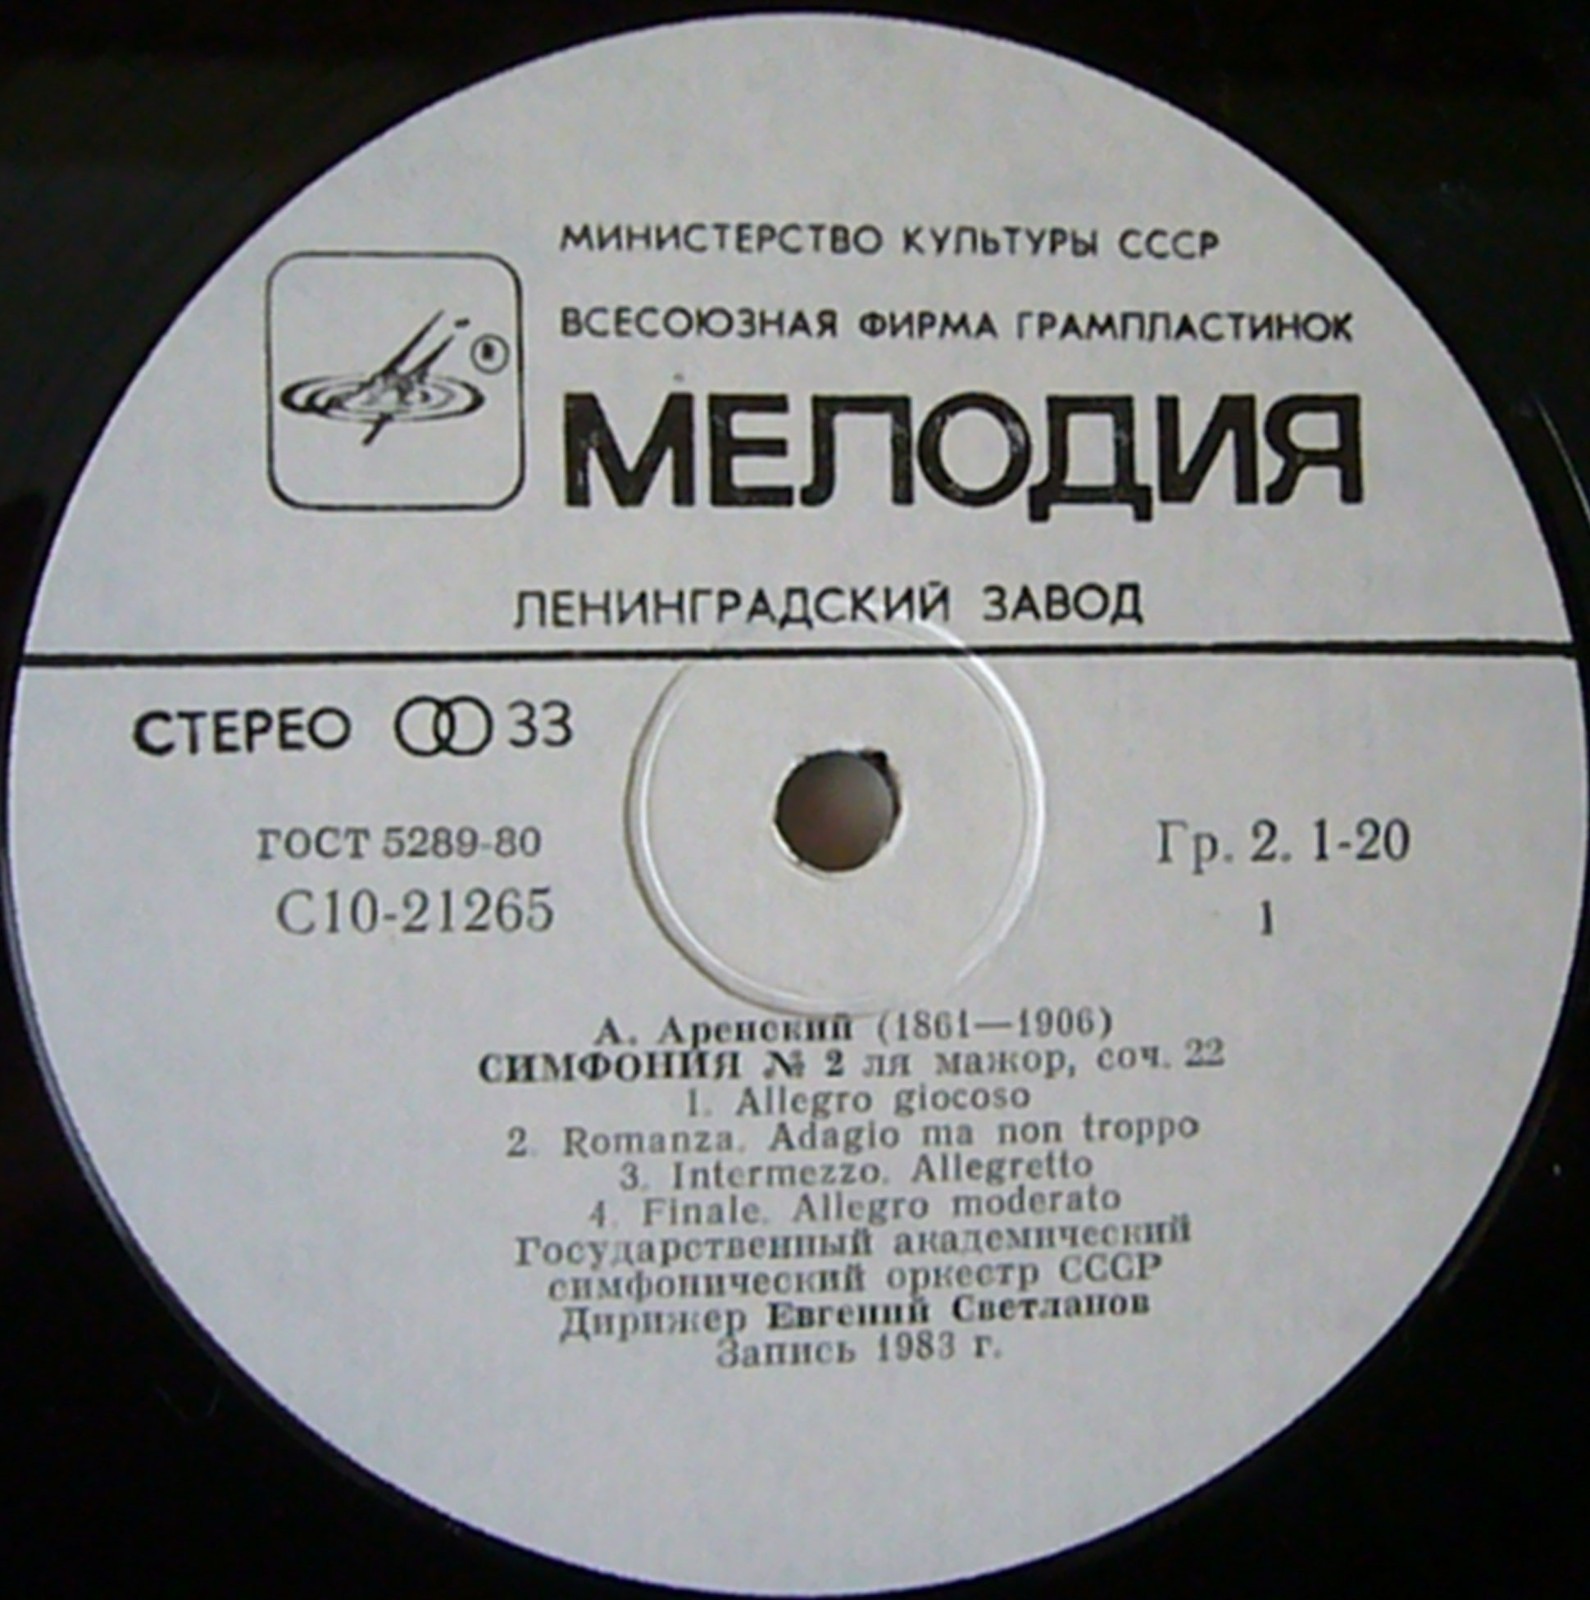 МИНИСТЕРСТВО КУЛЬТУРЫ СССР
ВСЕСОЮЗНАЯ ФИРМА ГРАМПЛАСТИНОК
МЕЛОДИЯ
ЛЕНИНГРАДСКИЙ ЗАВОД
СТЕРЕО 33
ГОСТ 5289-80
С10-21265
Гр. 2. 1-20
1
А. Аренский (1861—1906)
СИМФОНИЯ № 2 ля мажор, соч. 22
1. Allegro giocoso
2. Romanza. Adagio ma non troppo
3. Intermezzo. Allegretto
4. Finale. Allegro moderato
Государственный академический
симфонический оркестр СССР
Дирижер Евгений Светланов
Запись 1983 г.